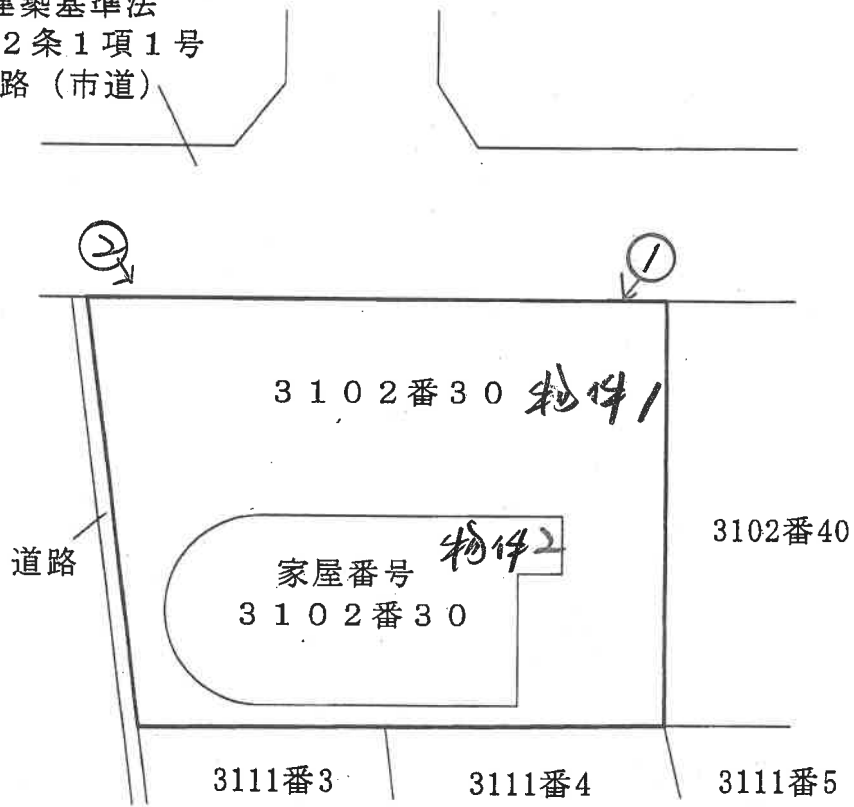 建築基準法
２条１項１号
路（市道）
②
①
３１０２番３０ 物件1
道路
物件2
家屋番号
３１０２番３０
3102番40
3111番3
3111番4
3111番5